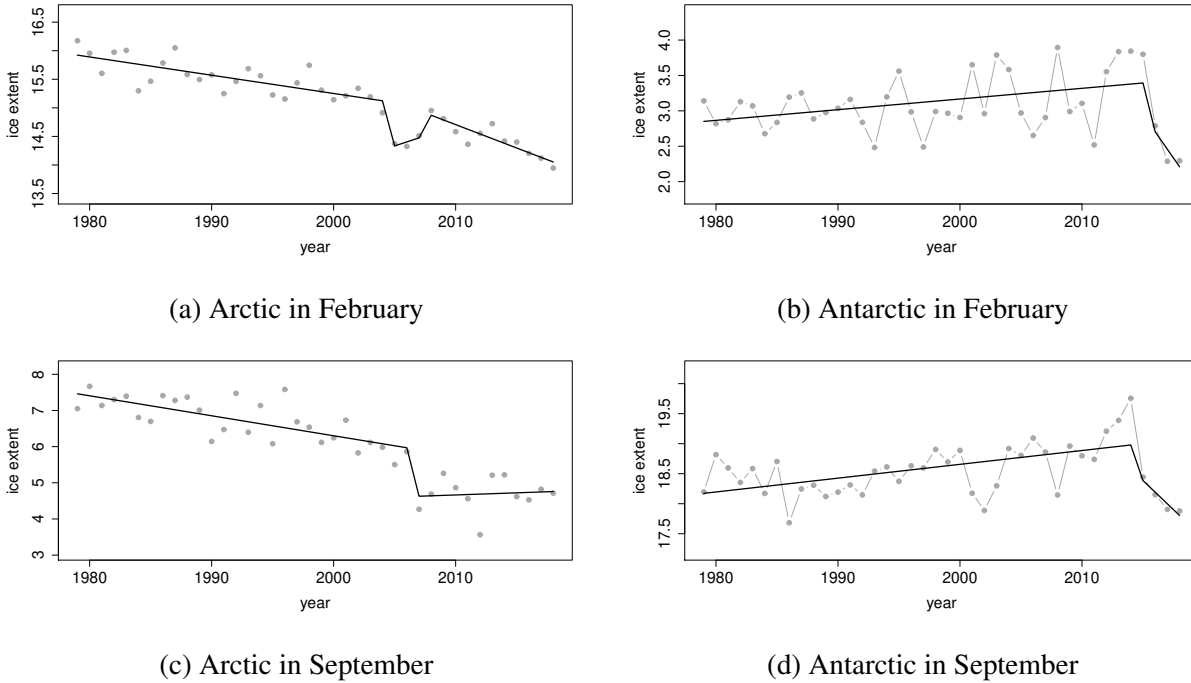 16.5
15.5
14.5
13.5
ice extent
1980 1990 2000 2010
year
(a) Arctic in February
4.0
3.5
3.0
2.5
2.0
ice extent
1980 1990 2000 2010
year
(b) Antarctic in February
8
7
6
5
4
3
ice extent
1980 1990 2000 2010
year
(c) Arctic in September
19.5
18.5
17.5
ice extent
1980 1990 2000 2010
year
(d) Antarctic in September